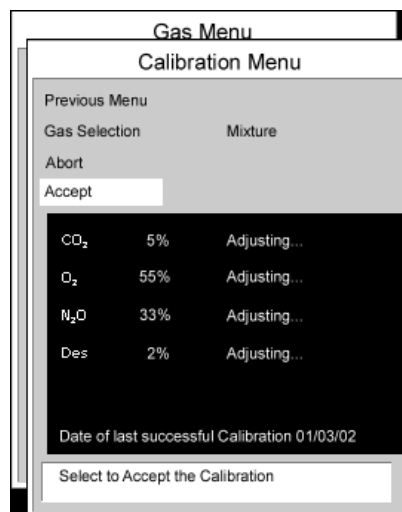 Gas Menu
Calibration Menu
Previous Menu
Gas Selection Mixture
Abort
Accept
CO₂ 5% Adjusting...
O₂ 55% Adjusting...
N₂O 33% Adjusting...
Des 2% Adjusting...
Date of last successful Calibration 01/03/02
Select to Accept the Calibration